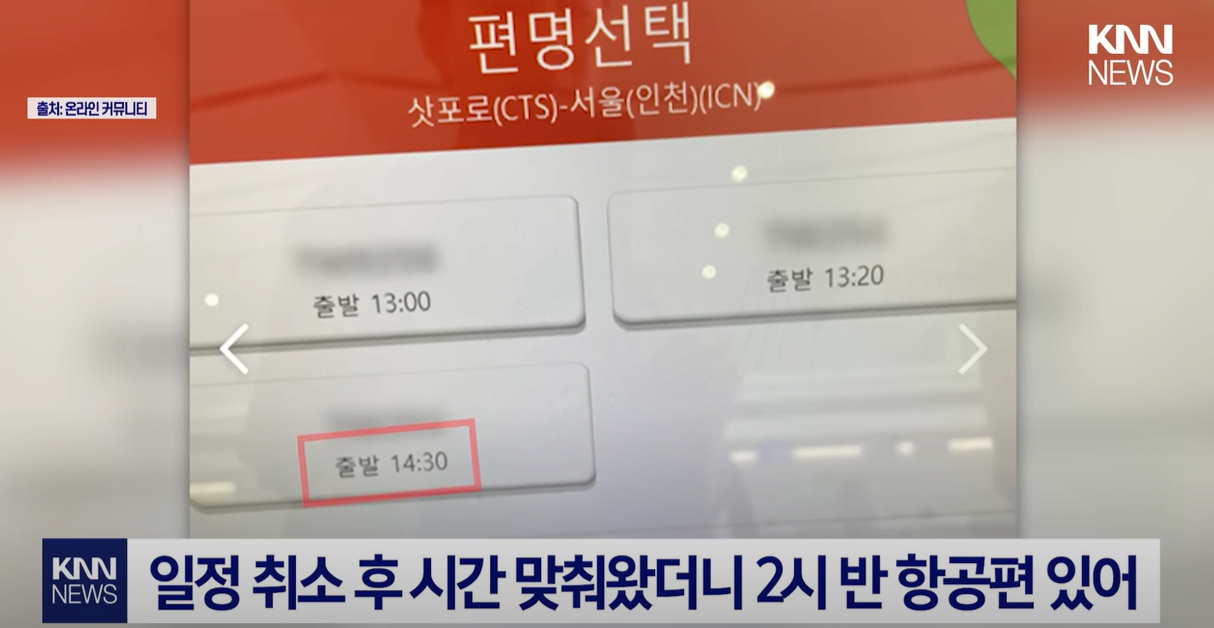 편명선택
KNN
NEWS
출처: 온라인 커뮤니티
삿포로(CTS)-서울(인천)(ICN)
출발 13:00
출발 13:20
출발 14:30
KNN
NEWS
일정 취소 후 시간 맞춰왔더니 2시 반 항공편 있어